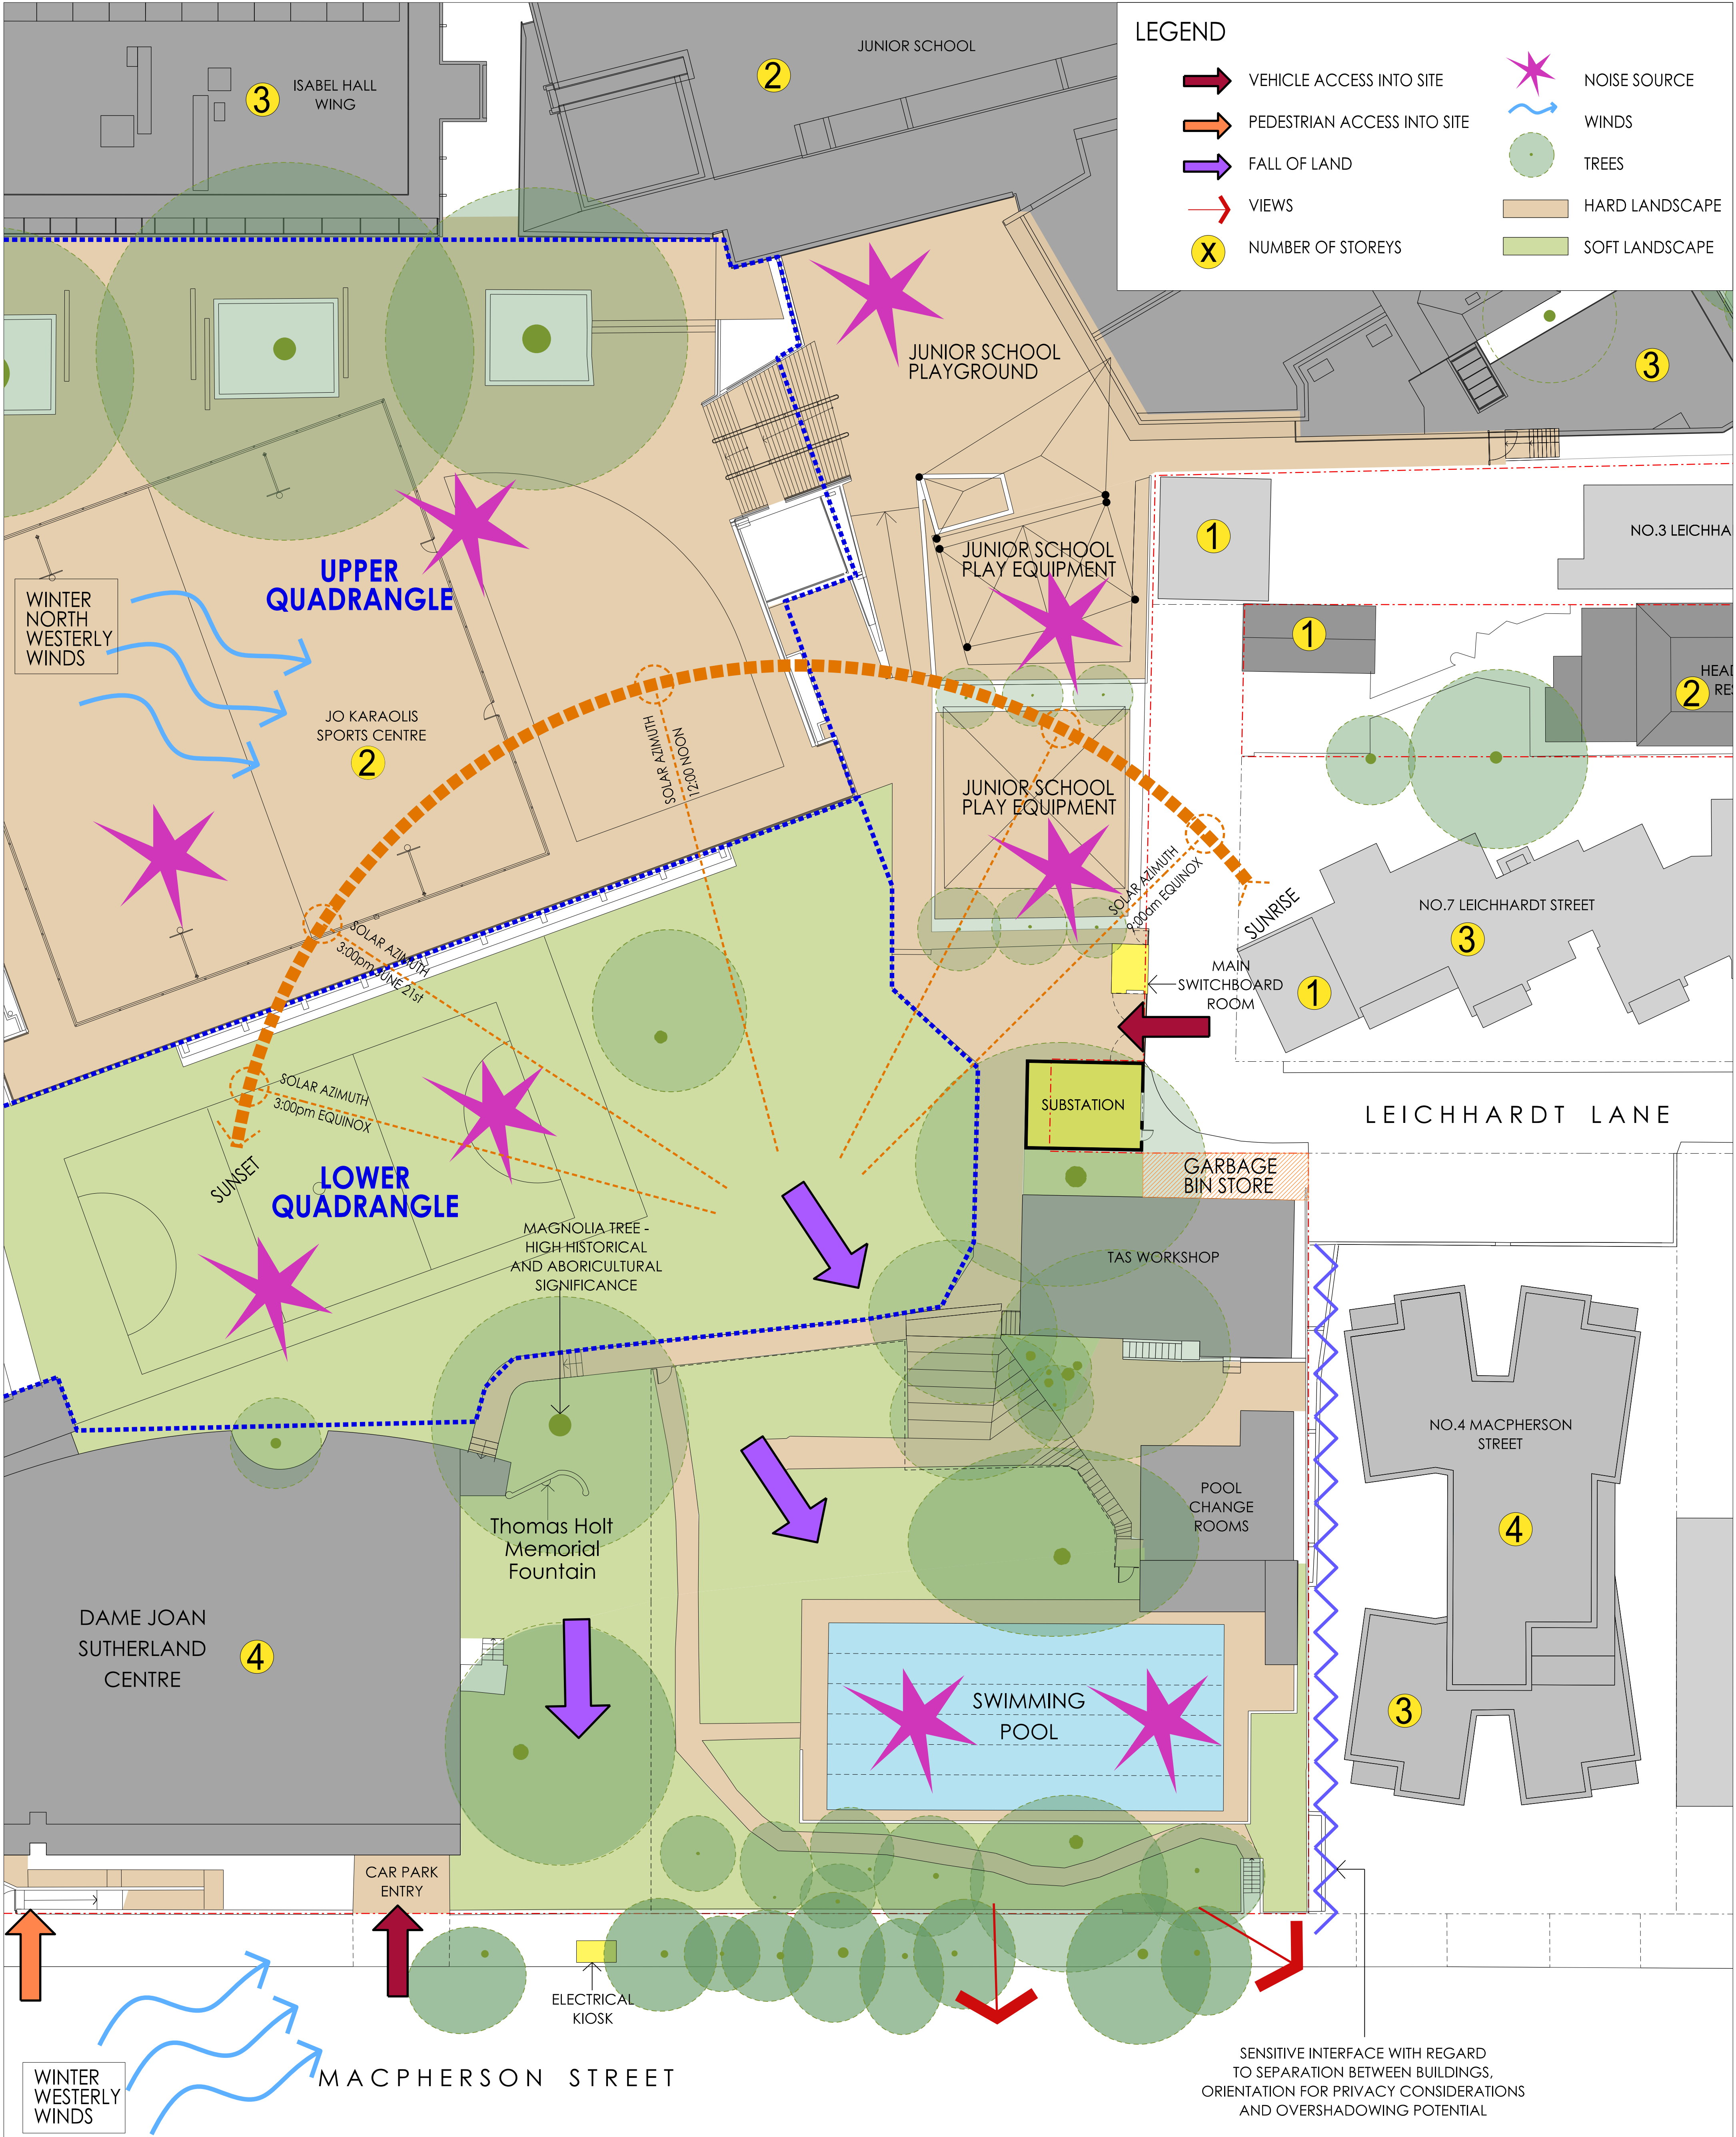 LEGEND
VEHICLE ACCESS INTO SITE
PEDESTRIAN ACCESS INTO SITE
FALL OF LAND
VIEWS
X
NUMBER OF STOREYS
NOISE SOURCE
WINDS
TREES
HARD LANDSCAPE
SOFT LANDSCAPE
3
ISABEL HALL
WING
2
JUNIOR SCHOOL
3
JUNIOR SCHOOL
PLAYGROUND
UPPER
QUADRANGLE
WINTER
NORTH
WESTERLY
WINDS
JO KARAOLIS
SPORTS CENTRE
2
JUNIOR SCHOOL
PLAY EQUIPMENT
1
NO.3 LEICHHA
1
HEAD
RES
2
SOLAR AZIMUTH
12:00 NOON
JUNIOR SCHOOL
PLAY EQUIPMENT
SOLAR AZIMUTH
9:00am EQUINOX
SUNRISE
NO.7 LEICHHARDT STREET
3
1
MAIN
SWITCHBOARD
ROOM
SOLAR AZIMUTH
3:00pm JUNE 21st
SOLAR AZIMUTH
3:00pm EQUINOX
SUNSET
LOWER
QUADRANGLE
SUBSTATION
LEICHHARDT LANE
GARBAGE
BIN STORE
MAGNOLIA TREE -
HIGH HISTORICAL
AND ABORICULTURAL
SIGNIFICANCE
TAS WORKSHOP
NO.4 MACPHERSON
STREET
4
3
POOL
CHANGE
ROOMS
Thomas Holt
Memorial
Fountain
DAME JOAN
SUTHERLAND
CENTRE
4
SWIMMING
POOL
CAR PARK
ENTRY
ELECTRICAL
KIOSK
WINTER
WESTERLY
WINDS
MACPHERSON STREET
SENSITIVE INTERFACE WITH REGARD
TO SEPARATION BETWEEN BUILDINGS,
ORIENTATION FOR PRIVACY CONSIDERATIONS
AND OVERSHADOWING POTENTIAL